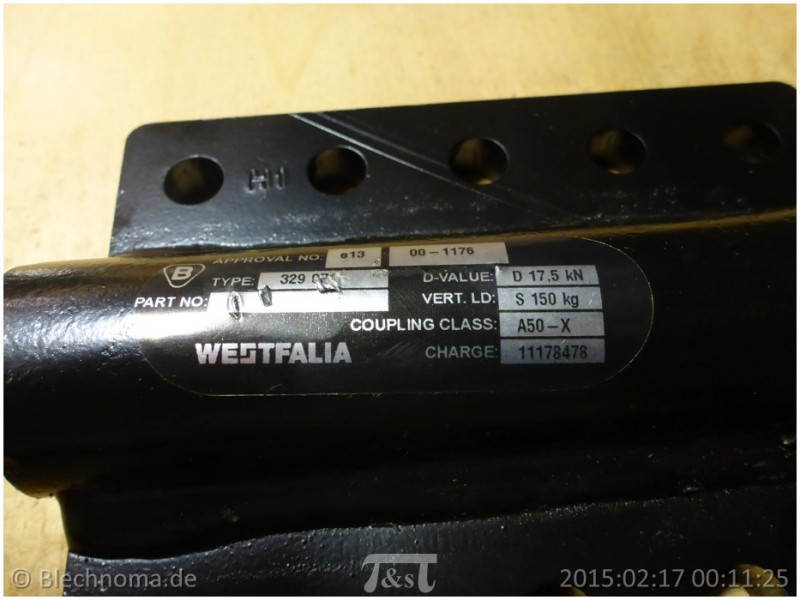 H1
APPROVAL NO: e13 00-1176
B
TYPE: 329 D-VALUE: D 17,5 kN
PART NO: VERT. LD: S 150 kg
COUPLING CLASS: A50-X
WESTFALIA CHARGE: 11178478
© Blechnoma.de T&T 2015:02:17 00:11:25